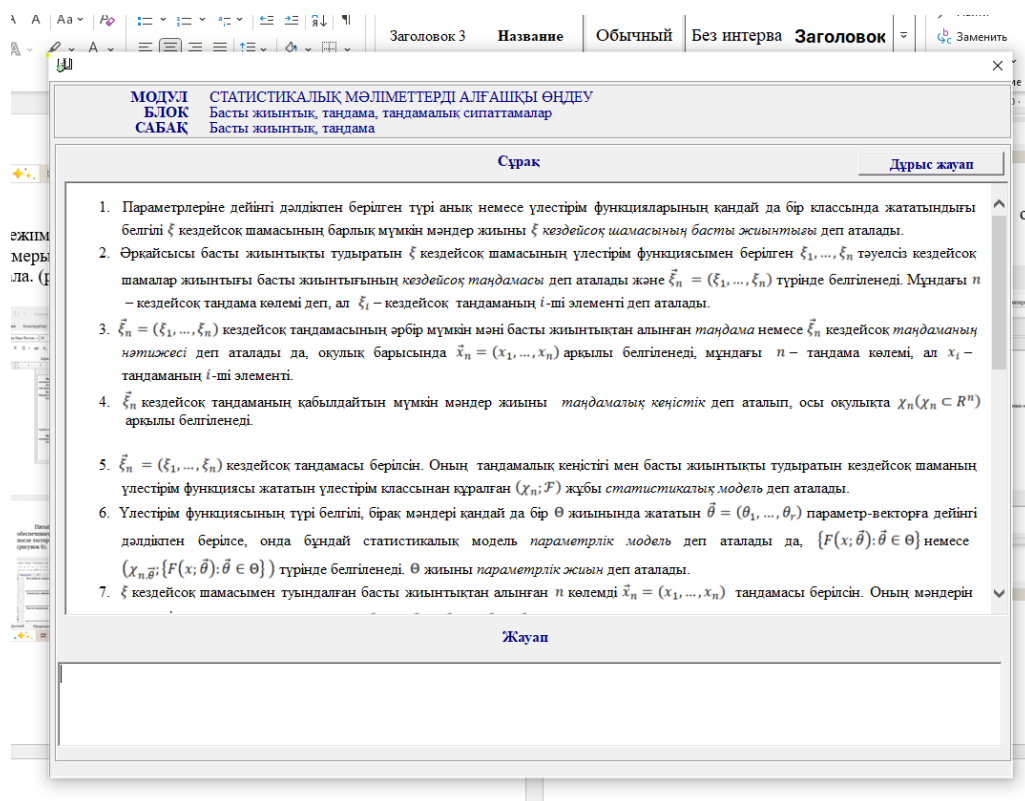 Aa
Заголовок 3 Название Обычный Без интерва Заголовок
Заменить
МОДУЛ СТАТИСТИКАЛЫҚ МӘЛІМЕТТЕРДІ АЛҒАШҚЫ ӨҢДЕУ
БЛОК Басты жиынтық, таңдама, таңдамалық сипаттамалар
САБАҚ Басты жиынтық, таңдама
Сұрақ
Дұрыс жауап
1. Параметрлеріне дейінгі дәлдікпен берілген түрі анық немесе үлестірім функцияларының қандай да бір классында жататындығы
белгілі ξ кездейсоқ шамасының барлық мүмкін мәндер жиыны ξ кездейсоқ шамасының басты жиынтығы деп аталады.
2. Әрқайсысы басты жиынтықты тудыратын ξ кездейсоқ шамасының үлестірім функциясымен берілген ξ₁, ..., ξₙ тәуелсіз кездейсоқ
шамалар жиынтығы басты жиынтығының кездейсоқ таңдамасы деп аталады және ξ⃗ₙ = (ξ₁, ..., ξₙ) түрінде белгіленеді. Мұндағы n
– кездейсоқ таңдама көлемі деп, ал ξᵢ – кездейсоқ таңдаманың i-ші элементі деп аталады.
3. ξ⃗ₙ = (ξ₁, ..., ξₙ) кездейсоқ таңдамасының әрбір мүмкін мәні басты жиынтықтан алынған таңдама немесе ξ⃗ₙ кездейсоқ таңдаманың
нәтижесі деп аталады да, оқулық барысында x⃗ₙ = (x₁, ..., xₙ) арқылы белгіленеді, мұндағы n – таңдама көлемі, ал xᵢ –
таңдаманың i-ші элементі.
4. ξ⃗ₙ кездейсоқ таңдаманың қабылдайтын мүмкін мәндер жиыны таңдамалық кеңістік деп аталып, осы оқулықта χₙ(χₙ ⊂ Rⁿ)
арқылы белгіленеді.
5. ξ⃗ₙ = (ξ₁, ..., ξₙ) кездейсоқ таңдамасы берілсін. Оның таңдамалық кеңістігі мен басты жиынтықты тудыратын кездейсоқ шаманың
үлестірім функциясы жататын үлестірім классынан құралған (χₙ; ℱ) жұбы статистикалық модель деп аталады.
6. Үлестірім функциясының түрі белгілі, бірақ мәндері қандай да бір Θ жиынында жататын θ⃗ = (θ₁, ..., θᵣ) параметр-векторға дейінгі
дәлдікпен берілсе, онда бұндай статистикалық модель параметрлік модель деп аталады да, {F(x; θ⃗): θ⃗ ∈ Θ} немесе
(χₙ,θ⃗; {F(x; θ⃗): θ⃗ ∈ Θ}) түрінде белгіленеді. Θ жиыны параметрлік жиын деп аталады.
7. ξ кездейсоқ шамасымен туындалған басты жиынтықтан алынған n көлемді x⃗ₙ = (x₁, ..., xₙ) таңдамасы берілсін. Оның мәндерін
Жауап